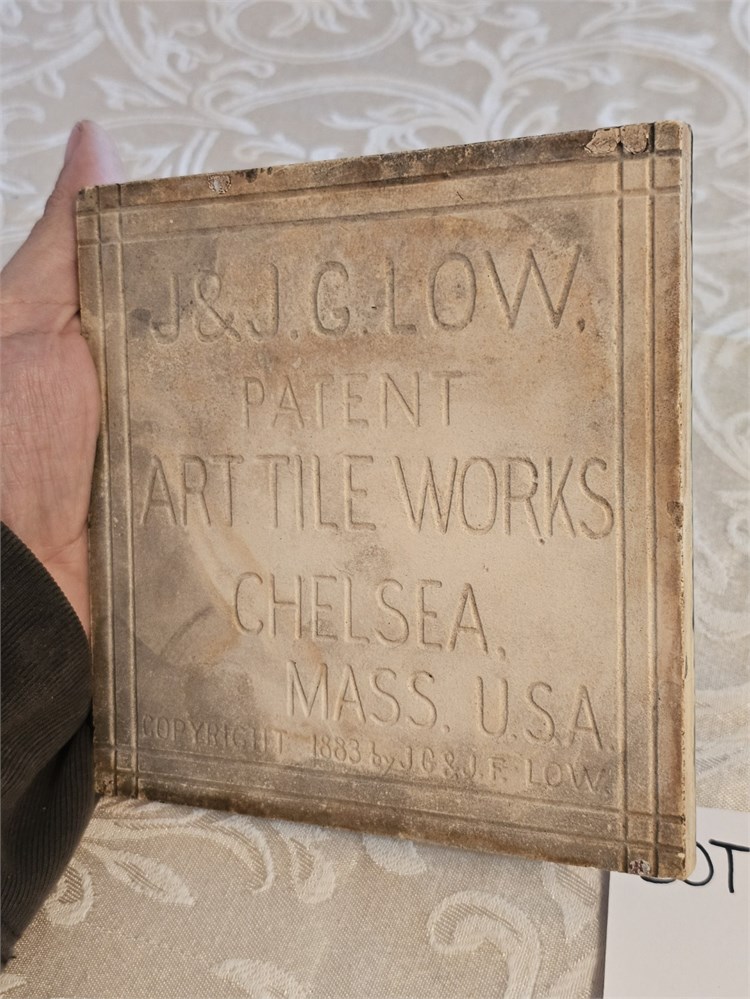 J & J. G. LOW.
PATENT
ART TILE WORKS
CHELSEA,
MASS. U.S.A.
COPYRIGHT 1883 by J G & J. F. LOW.